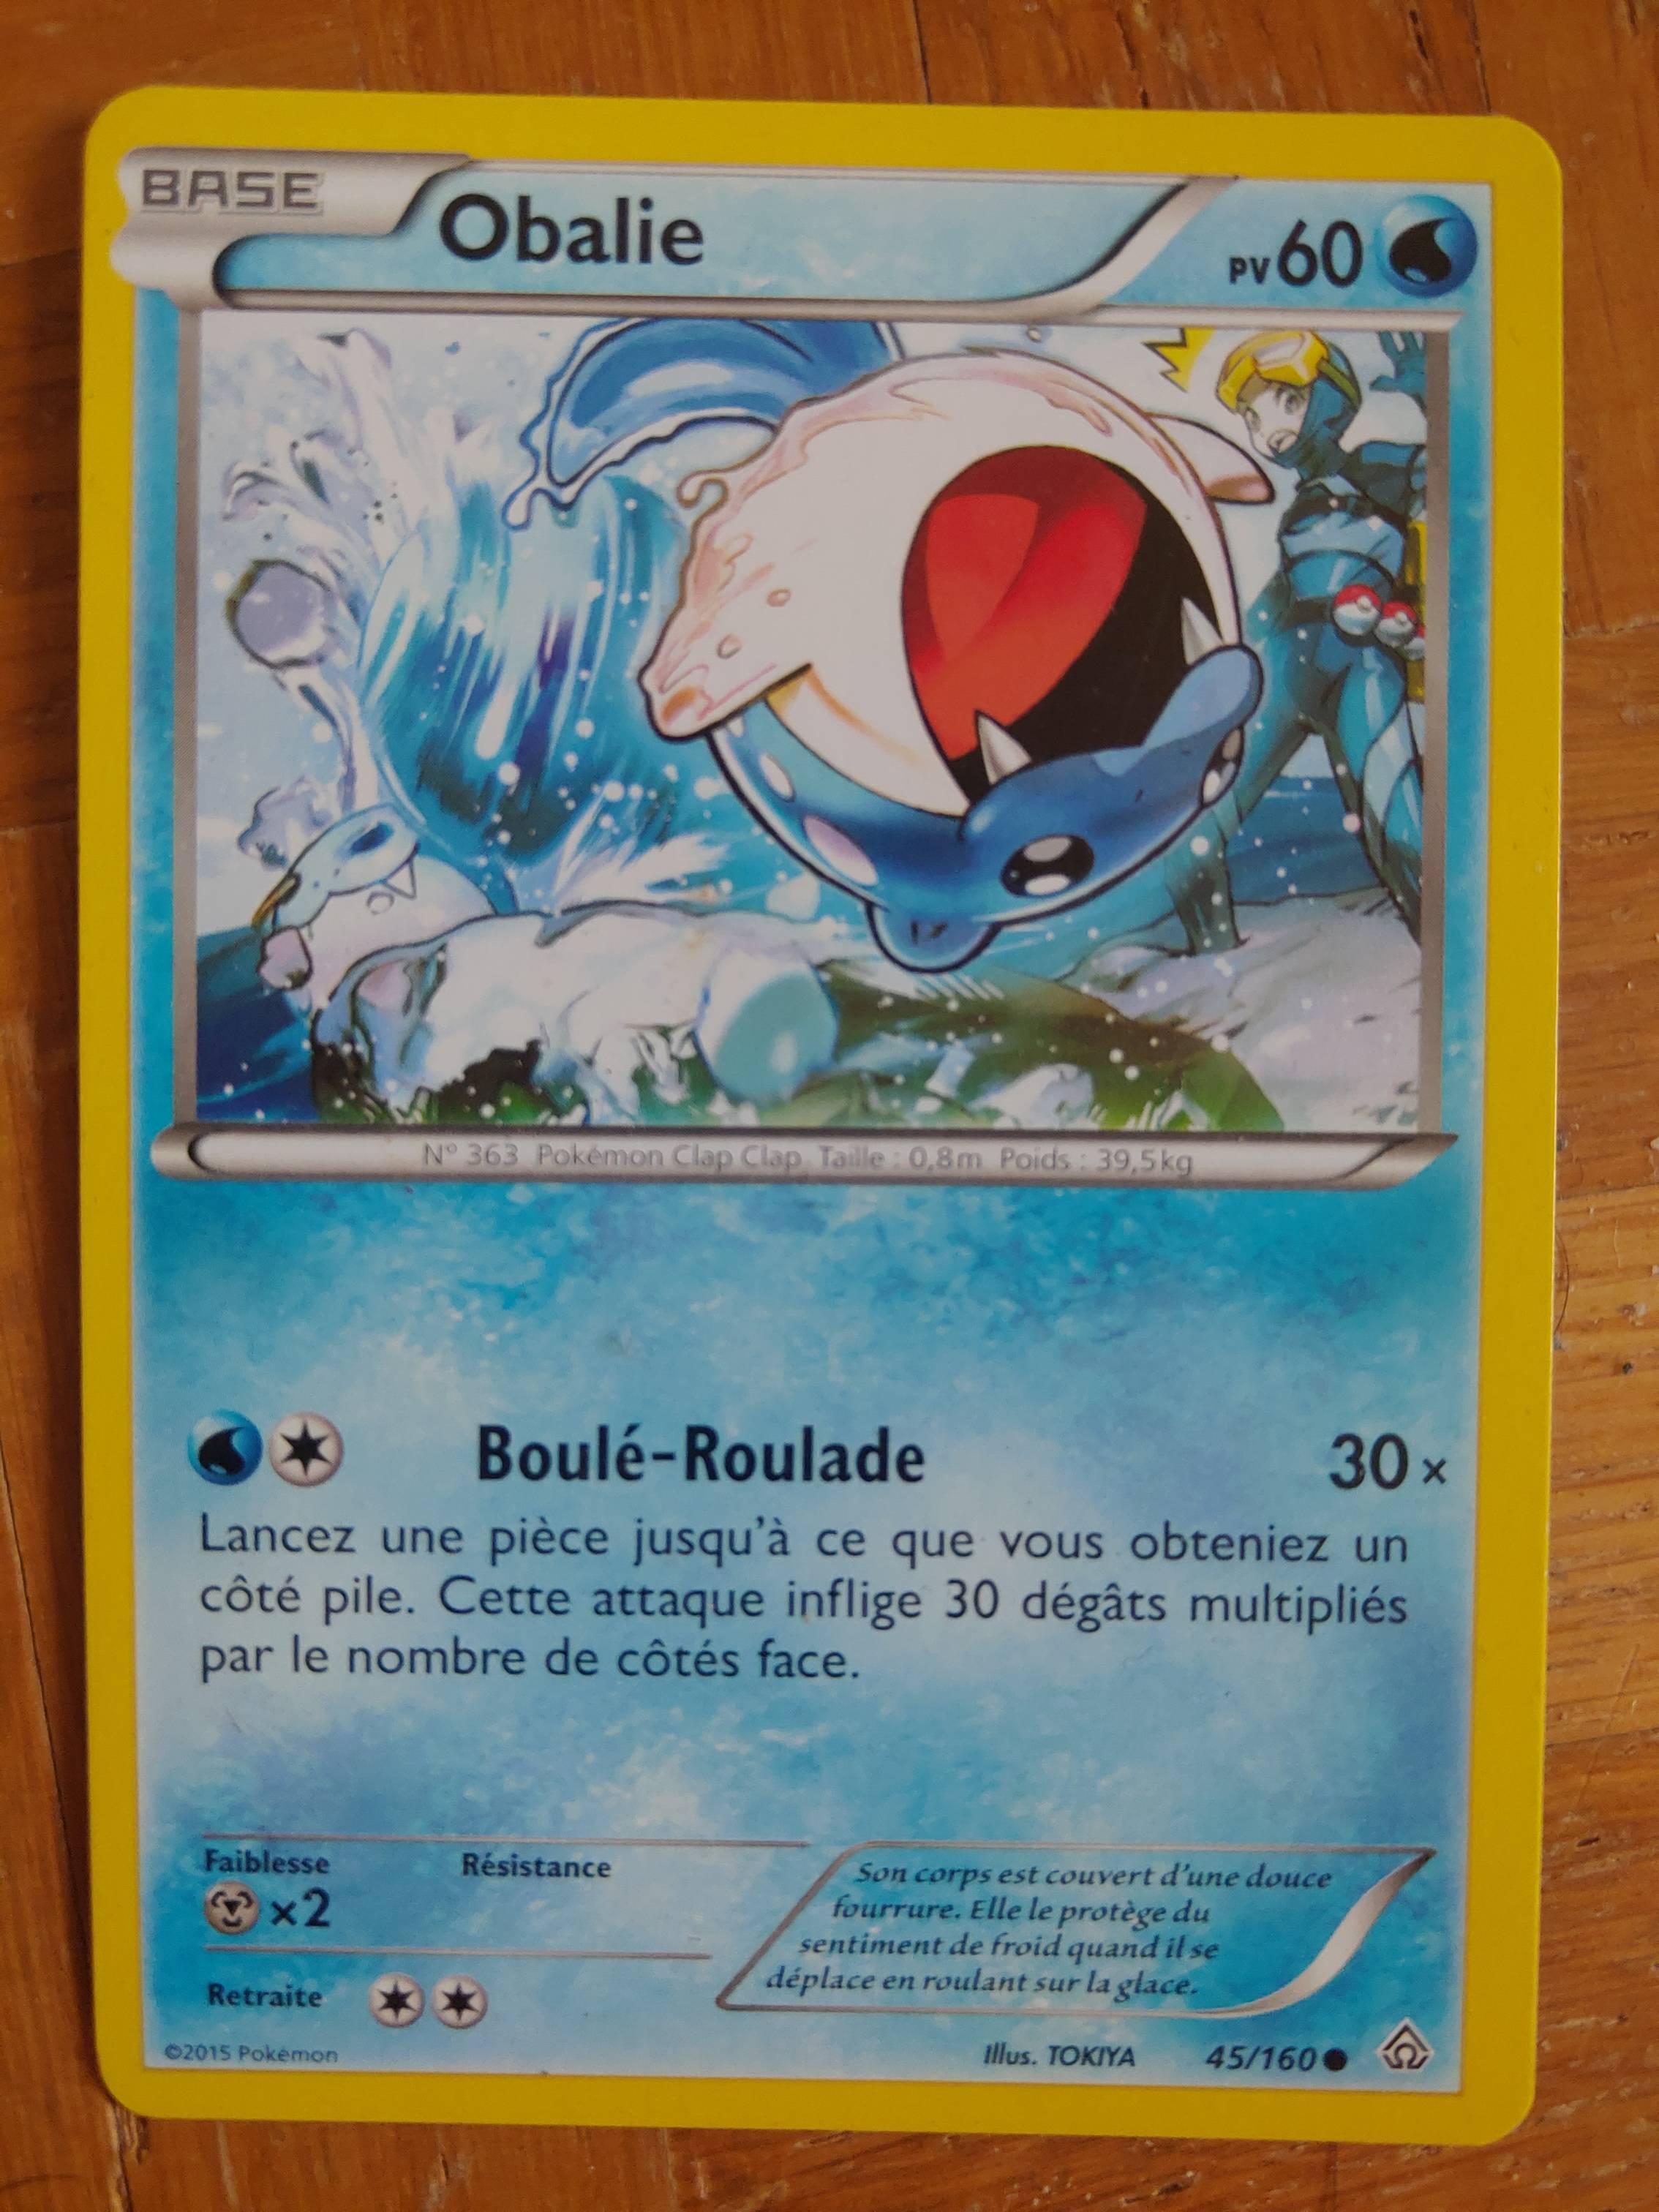 BASE
Obalie
PV 60
N° 363 Pokémon Clap Clap Taille : 0,8m Poids : 39,5kg
Boulé-Roulade 30×
Lancez une pièce jusqu'à ce que vous obteniez un
côté pile. Cette attaque inflige 30 dégâts multipliés
par le nombre de côtés face.
Faiblesse Résistance
×2
Retraite
Son corps est couvert d'une douce
fourrure. Elle le protège du
sentiment de froid quand il se
déplace en roulant sur la glace.
©2015 Pokémon
Illus. TOKIYA 45/160